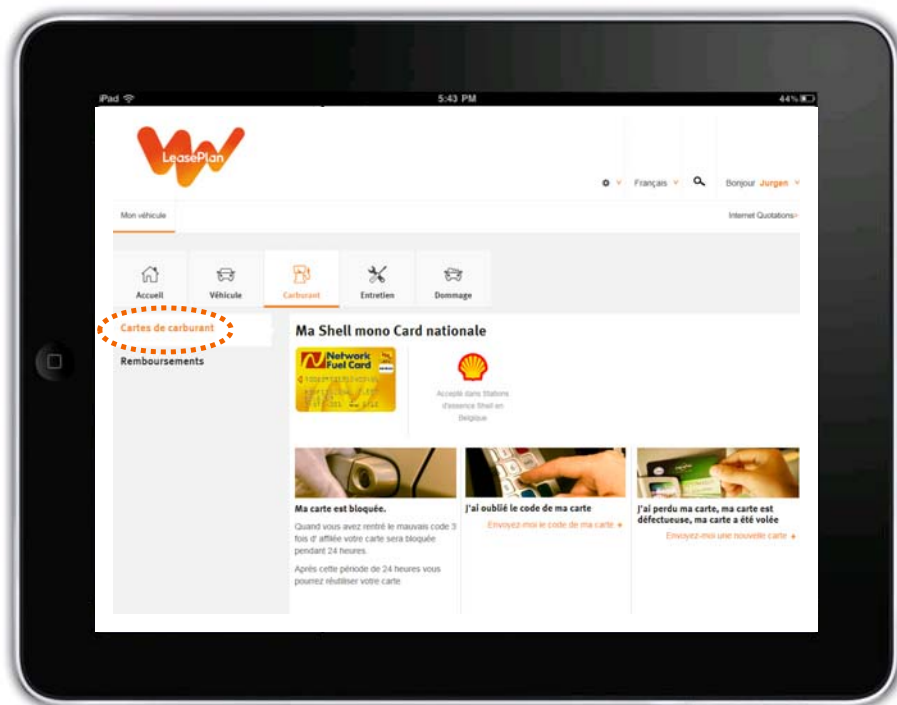 iPad 5:43 PM 44%
LeasePlan
Français Bonjour Jurgen
Mon véhicule Internet Quotations>
Accueil Véhicule Carburant Entretien Dommage
Cartes de carburant
Remboursements
Ma Shell mono Card nationale
Network
Fuel Card
Accepté dans Stations
d'essence Shell en
Belgique
Ma carte est bloquée.
Quand vous avez rentré le mauvais code 3
fois d' affilée votre carte sera bloquée
pendant 24 heures.
Après cette période de 24 heures vous
pourrez réutiliser votre carte
J'ai oublié le code de ma carte
Envoyez-moi le code de ma carte
J'ai perdu ma carte, ma carte est
défectueuse, ma carte a été volée
Envoyez-moi une nouvelle carte